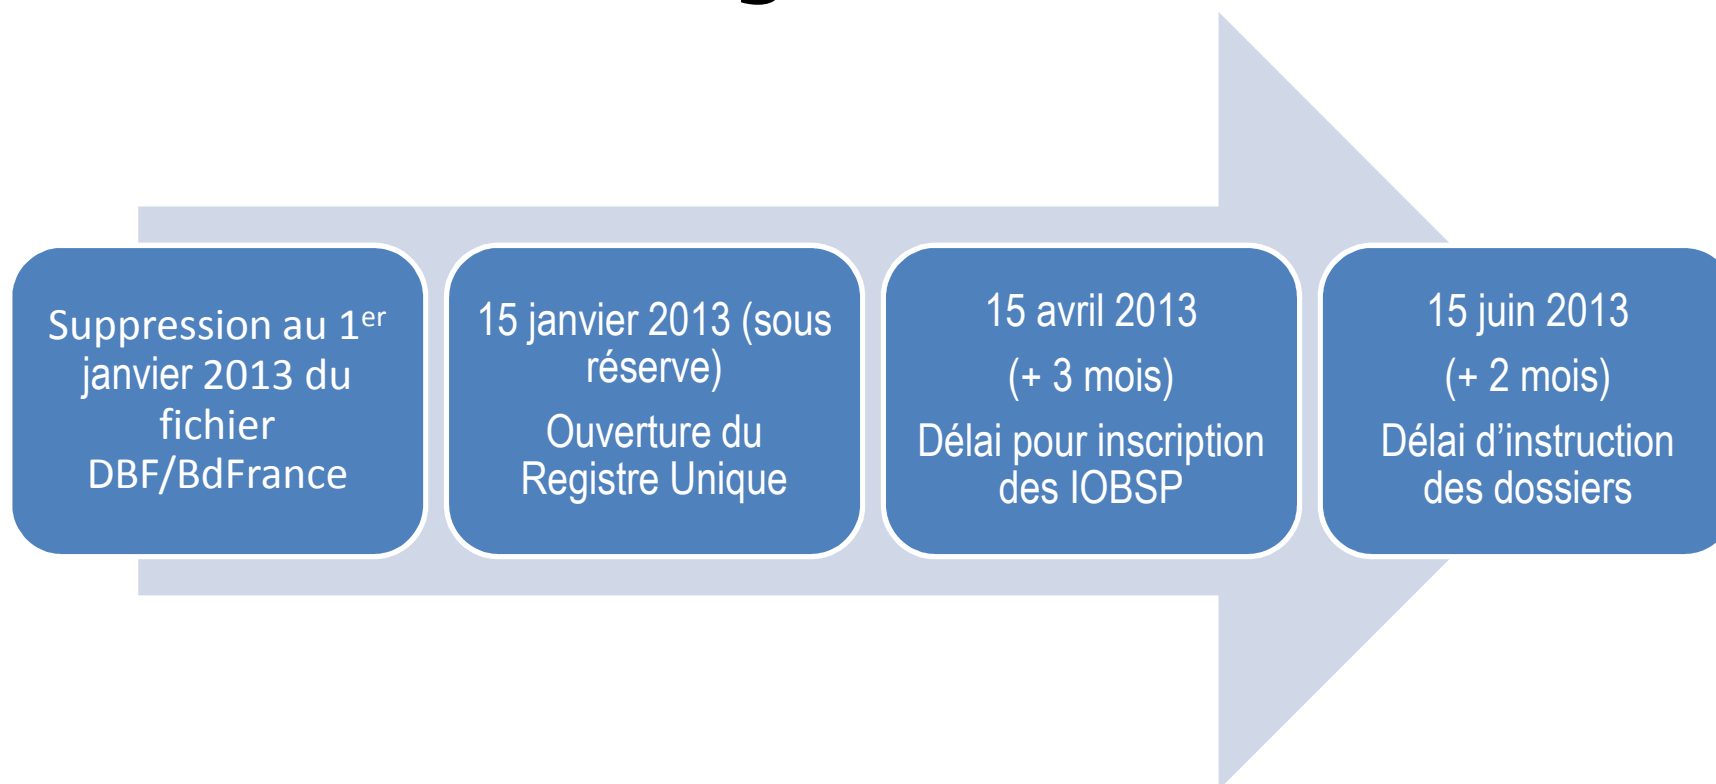 Suppression au 1er
janvier 2013 du
fichier
DBF/BdFrance
15 janvier 2013 (sous
réserve)
Ouverture du
Registre Unique
15 avril 2013
(+ 3 mois)
Délai pour inscription
des IOBSP
15 juin 2013
(+ 2 mois)
Délai d’instruction
des dossiers